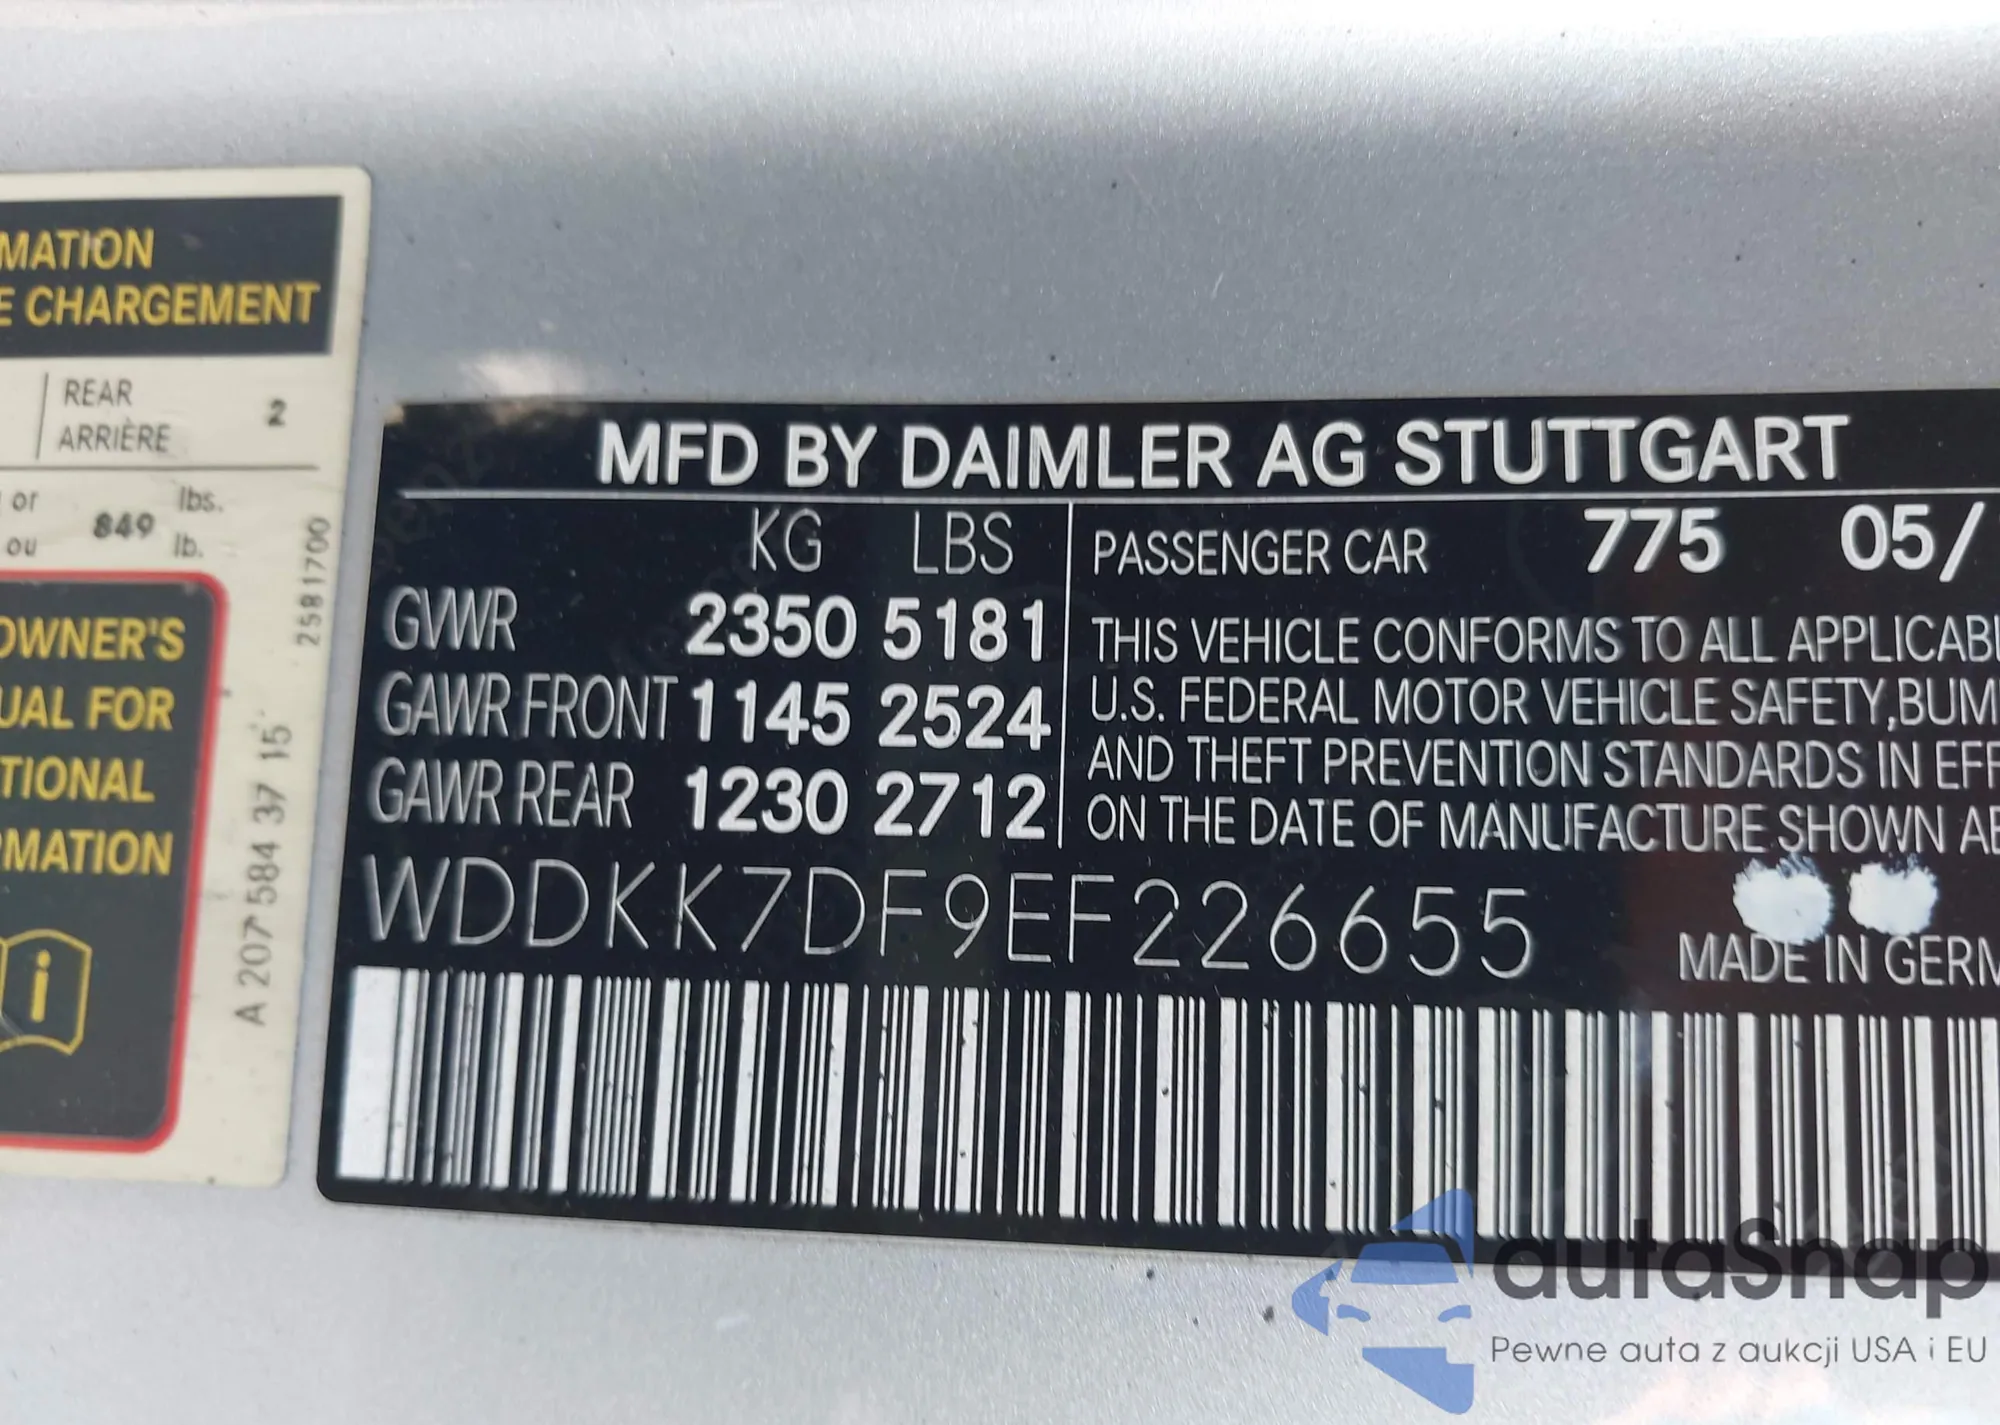 MATION
E CHARGEMENT
REAR
ARRIÈRE
2
or
ou
849
lbs.
lb.
OWNER'S
UAL FOR
TIONAL
RMATION
i
A 207 584 37 15
2581700
MFD BY DAIMLER AG STUTTGART
KG LBS
GVWR 2350 5181
GAWR FRONT 1145 2524
GAWR REAR 1230 2712
PASSENGER CAR 775 05/
THIS VEHICLE CONFORMS TO ALL APPLICABL
U.S. FEDERAL MOTOR VEHICLE SAFETY,BUM
AND THEFT PREVENTION STANDARDS IN EFF
ON THE DATE OF MANUFACTURE SHOWN AB
WDDKK7DF9EF226655
MADE IN GERM
autaSnap
Pewne auta z aukcji USA i EU